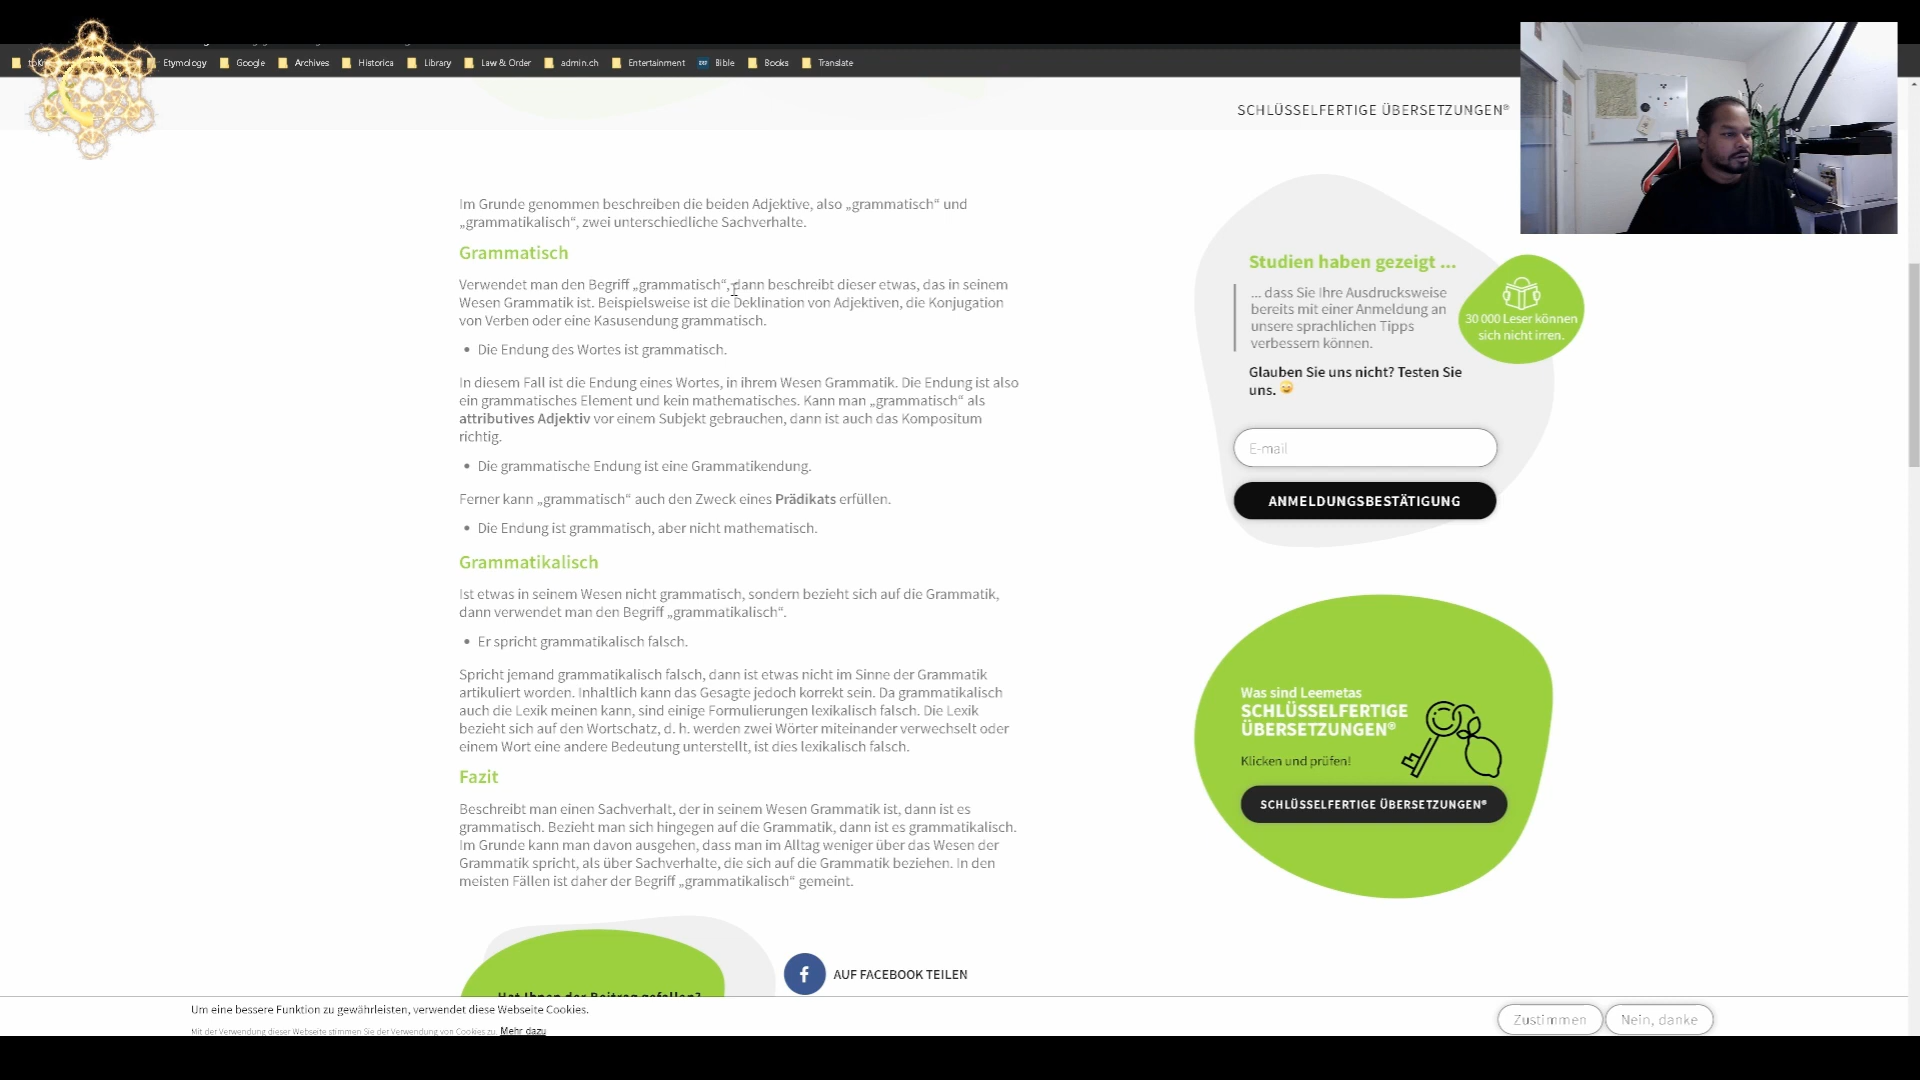 Etymology
Google
Archives
Historica
Library
Law & Order
admin.ch
Entertainment
Bible
Books
Translate
SCHLÜSSELFERTIGE ÜBERSETZUNGEN®
Im Grunde genommen beschreiben die beiden Adjektive, also „grammatisch“ und
„grammatikalisch“, zwei unterschiedliche Sachverhalte.
Grammatisch
Verwendet man den Begriff „grammatisch“, dann beschreibt dieser etwas, das in seinem
Wesen Grammatik ist. Beispielsweise ist die Deklination von Adjektiven, die Konjugation
von Verben oder eine Kasusendung grammatisch.
• Die Endung des Wortes ist grammatisch.
In diesem Fall ist die Endung eines Wortes, in ihrem Wesen Grammatik. Die Endung ist also
ein grammatisches Element und kein mathematisches. Kann man „grammatisch“ als
attributives Adjektiv vor einem Subjekt gebrauchen, dann ist auch das Kompositum
richtig.
• Die grammatische Endung ist eine Grammatikendung.
Ferner kann „grammatisch“ auch den Zweck eines Prädikats erfüllen.
• Die Endung ist grammatisch, aber nicht mathematisch.
Grammatikalisch
Ist etwas in seinem Wesen nicht grammatisch, sondern bezieht sich auf die Grammatik,
dann verwendet man den Begriff „grammatikalisch“.
• Er spricht grammatikalisch falsch.
Spricht jemand grammatikalisch falsch, dann ist etwas nicht im Sinne der Grammatik
artikuliert worden. Inhaltlich kann das Gesagte jedoch korrekt sein. Da grammatikalisch
auch die Lexik meinen kann, sind einige Formulierungen lexikalisch falsch. Die Lexik
bezieht sich auf den Wortschatz, d. h. werden zwei Wörter miteinander verwechselt oder
einem Wort eine andere Bedeutung unterstellt, ist dies lexikalisch falsch.
Fazit
Beschreibt man einen Sachverhalt, der in seinem Wesen Grammatik ist, dann ist es
grammatisch. Bezieht man sich hingegen auf die Grammatik, dann ist es grammatikalisch.
Im Grunde kann man davon ausgehen, dass man im Alltag weniger über das Wesen der
Grammatik spricht, als über Sachverhalte, die sich auf die Grammatik beziehen. In den
meisten Fällen ist daher der Begriff „grammatikalisch“ gemeint.
Hat Ihnen der Beitrag gefallen?
AUF FACEBOOK TEILEN
Studien haben gezeigt ...
... dass Sie Ihre Ausdrucksweise
bereits mit einer Anmeldung an
unsere sprachlichen Tipps
verbessern können.
30 000 Leser können
sich nicht irren.
Glauben Sie uns nicht? Testen Sie
uns.
E-mail
ANMELDUNGSBESTÄTIGUNG
Was sind Leemetas
SCHLÜSSELFERTIGE
ÜBERSETZUNGEN®
Klicken und prüfen!
SCHLÜSSELFERTIGE ÜBERSETZUNGEN®
Um eine bessere Funktion zu gewährleisten, verwendet diese Webseite Cookies.
Mit der Verwendung dieser Webseite stimmen Sie der Verwendung von Cookies zu. Mehr dazu
Zustimmen
Nein, danke